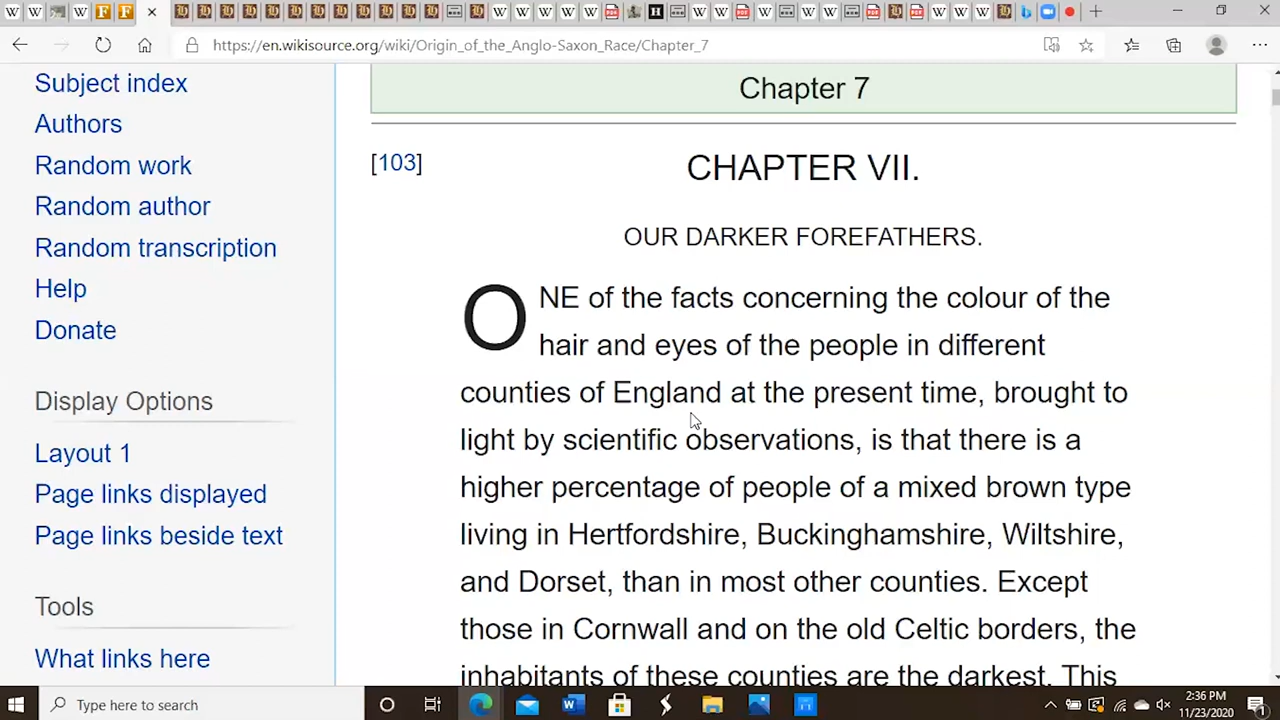 https://en.wikisource.org/wiki/Origin_of_the_Anglo-Saxon_Race/Chapter_7
Subject index
Authors
Random work
Random author
Random transcription
Help
Donate
Display Options
Layout 1
Page links displayed
Page links beside text
Tools
What links here
Chapter 7
[103]
CHAPTER VII.
OUR DARKER FOREFATHERS.
ONE of the facts concerning the colour of the
hair and eyes of the people in different
counties of England at the present time, brought to
light by scientific observations, is that there is a
higher percentage of people of a mixed brown type
living in Hertfordshire, Buckinghamshire, Wiltshire,
and Dorset, than in most other counties. Except
those in Cornwall and on the old Celtic borders, the
inhabitants of these counties are the darkest. This
Type here to search
2:36 PM
11/23/2020